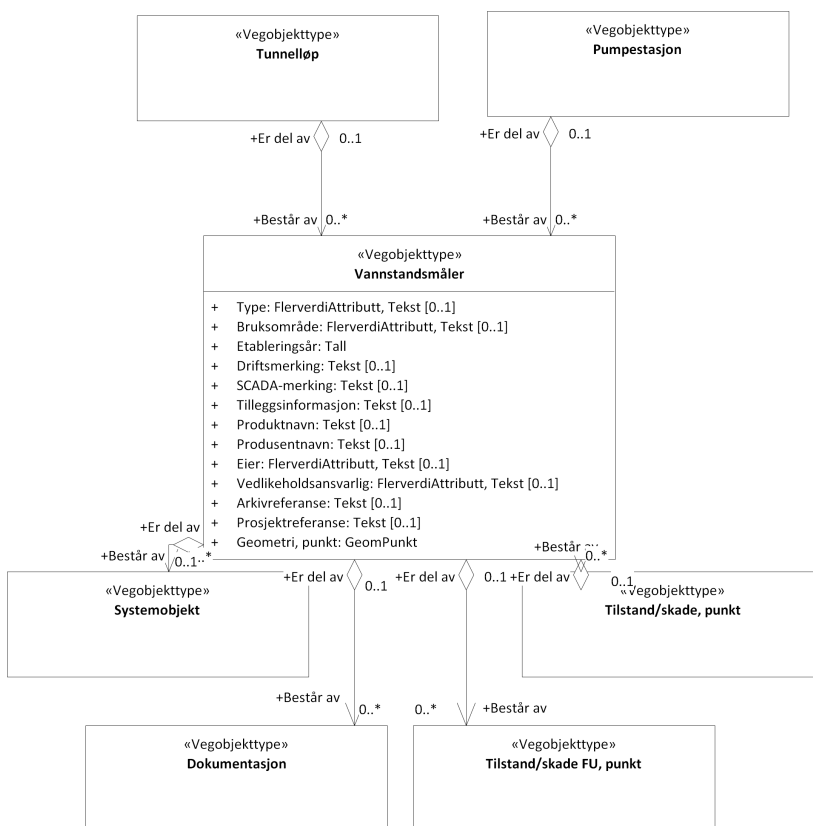 «Vegobjekttype»
Tunnelløp
«Vegobjekttype»
Pumpestasjon
+Er del av 0..1
+Er del av 0..1
+Består av 0..*
+Består av 0..*
«Vegobjekttype»
Vannstandsmåler
+ Type: FlerverdiAttributt, Tekst [0..1]
+ Bruksområde: FlerverdiAttributt, Tekst [0..1]
+ Etableringsår: Tall
+ Driftsmerking: Tekst [0..1]
+ SCADA-merking: Tekst [0..1]
+ Tilleggsinformasjon: Tekst [0..1]
+ Produktnavn: Tekst [0..1]
+ Produsentnavn: Tekst [0..1]
+ Eier: FlerverdiAttributt, Tekst [0..1]
+ Vedlikeholdsansvarlig: FlerverdiAttributt, Tekst [0..1]
+ Arkivreferanse: Tekst [0..1]
+ Prosjektreferanse: Tekst [0..1]
+ Geometri, punkt: GeomPunkt
+Er del av
+Består av 0..1
+Består 0..*
+Er del av 0..1
+Er del av 0..1
+Er del av 0..1
«Vegobjekttype»
Systemobjekt
«Vegobjekttype»
Tilstand/skade, punkt
+Består av 0..*
0..* +Består av
«Vegobjekttype»
Dokumentasjon
«Vegobjekttype»
Tilstand/skade FU, punkt